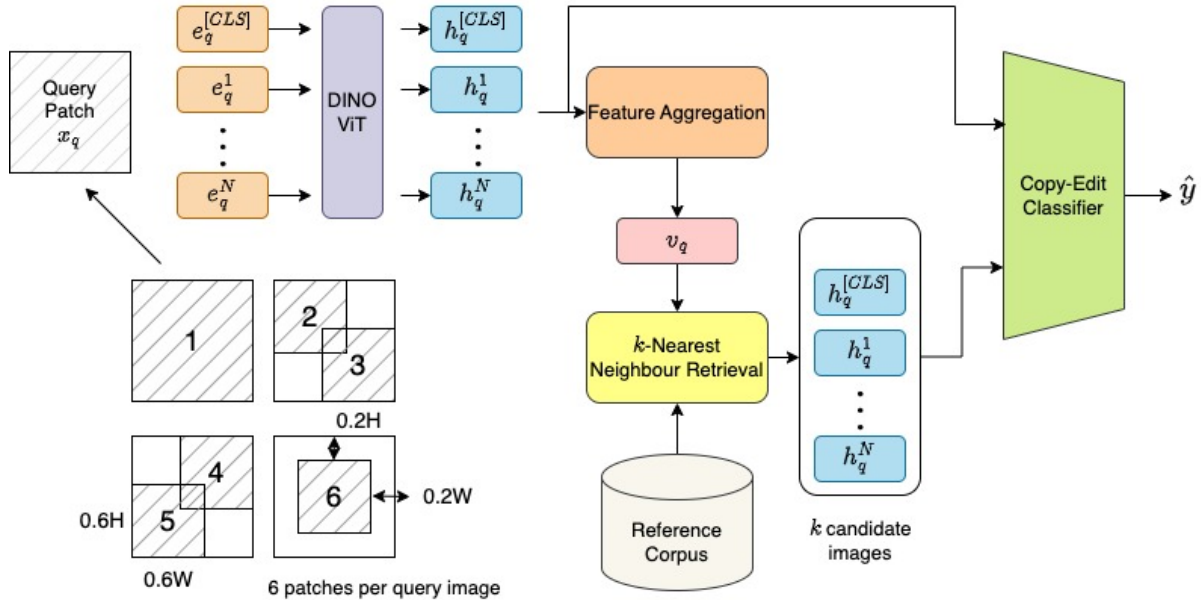 Query
Patch
x_q
e_q^{[CLS]}
e_q^1
e_q^N
DINO
ViT
h_q^{[CLS]}
h_q^1
h_q^N
Feature Aggregation
v_q
k-Nearest
Neighbour Retrieval
Reference
Corpus
h_q^{[CLS]}
h_q^1
h_q^N
k candidate
images
Copy-Edit
Classifier
ŷ
1
2
3
0.2H
4
5
0.6H
0.6W
6
0.2W
6 patches per query image